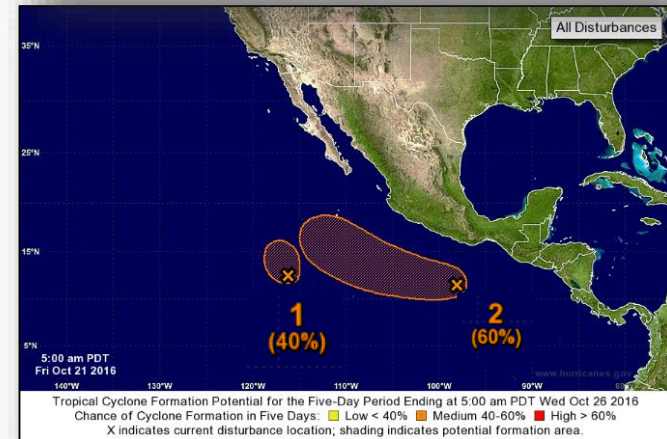 All Disturbances
35°N
25°N
15°N
5°N
1
(40%)
2
(60%)
5:00 am PDT
Fri Oct 21 2016
www.hurricanes.gov
140°W 130°W 120°W 110°W 100°W 90°W 80°W
Tropical Cyclone Formation Potential for the Five-Day Period Ending at 5:00 am PDT Wed Oct 26 2016
Chance of Cyclone Formation in Five Days: Low < 40% Medium 40-60% High > 60%
X indicates current disturbance location; shading indicates potential formation area.